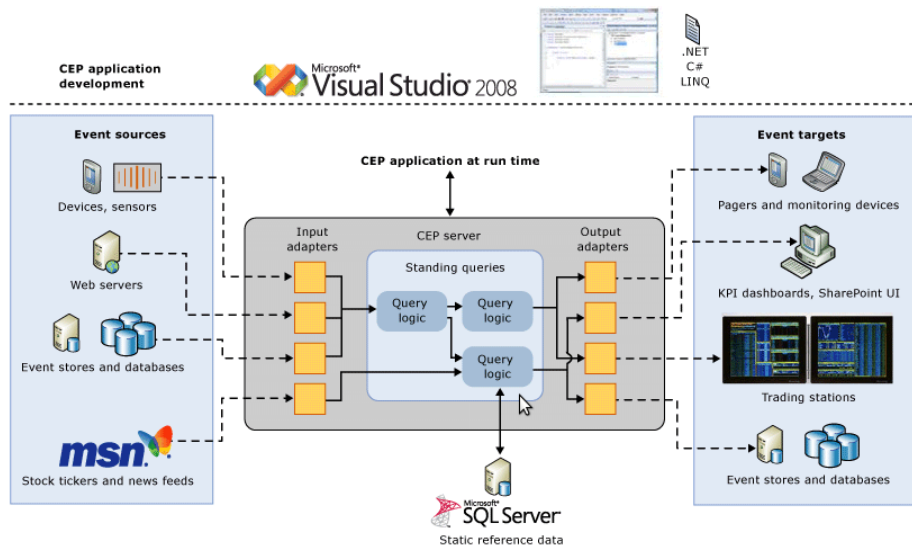 CEP application
development
Microsoft®
Visual Studio® 2008
.NET
C#
LINQ
Event sources
Devices, sensors
Web servers
Event stores and databases
msn
Stock tickers and news feeds
CEP application at run time
Input
adapters
CEP server
Output
adapters
Standing queries
Query
logic
Query
logic
Query
logic
Microsoft®
SQL Server
Static reference data
Event targets
Pagers and monitoring devices
KPI dashboards, SharePoint UI
Trading stations
Event stores and databases